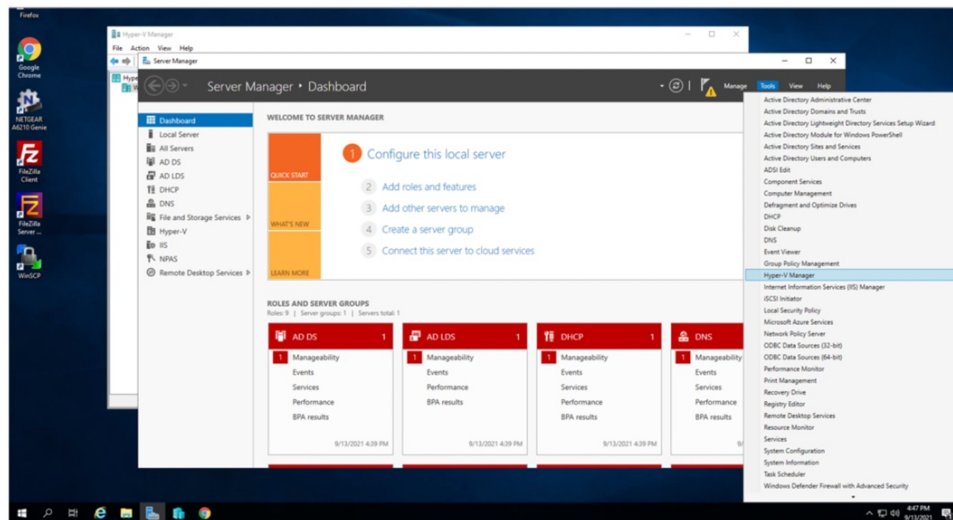 Firefox
Google
Chrome
NETGEAR
A6210 Genie
FileZilla
Client
FileZilla
Server ...
WinSCP
Hyper-V Manager
File Action View Help
Hype
Server Manager
Server Manager • Dashboard
Manage Tools View Help
Dashboard
Local Server
All Servers
AD DS
AD LDS
DHCP
DNS
File and Storage Services
Hyper-V
IIS
NPAS
Remote Desktop Services
WELCOME TO SERVER MANAGER
QUICK START
WHAT'S NEW
LEARN MORE
1 Configure this local server
2 Add roles and features
3 Add other servers to manage
4 Create a server group
5 Connect this server to cloud services
ROLES AND SERVER GROUPS
Roles: 9 | Server groups: 1 | Servers total: 1
AD DS 1
1 Manageability
Events
Services
Performance
BPA results
9/13/2021 4:39 PM
AD LDS 1
1 Manageability
Events
Performance
BPA results
9/13/2021 4:39 PM
DHCP 1
1 Manageability
Events
Services
Performance
BPA results
9/13/2021 4:39 PM
DNS
1 Manageability
Events
Services
Performance
BPA results
Active Directory Administrative Center
Active Directory Domains and Trusts
Active Directory Lightweight Directory Services Setup Wizard
Active Directory Module for Windows PowerShell
Active Directory Sites and Services
Active Directory Users and Computers
ADSI Edit
Component Services
Computer Management
Defragment and Optimize Drives
DHCP
Disk Cleanup
DNS
Event Viewer
Group Policy Management
Hyper-V Manager
Internet Information Services (IIS) Manager
iSCSI Initiator
Local Security Policy
Microsoft Azure Services
Network Policy Server
ODBC Data Sources (32-bit)
ODBC Data Sources (64-bit)
Performance Monitor
Print Management
Recovery Drive
Registry Editor
Remote Desktop Services
Resource Monitor
Services
System Configuration
System Information
Task Scheduler
Windows Defender Firewall with Advanced Security
4:47 PM
9/13/2021